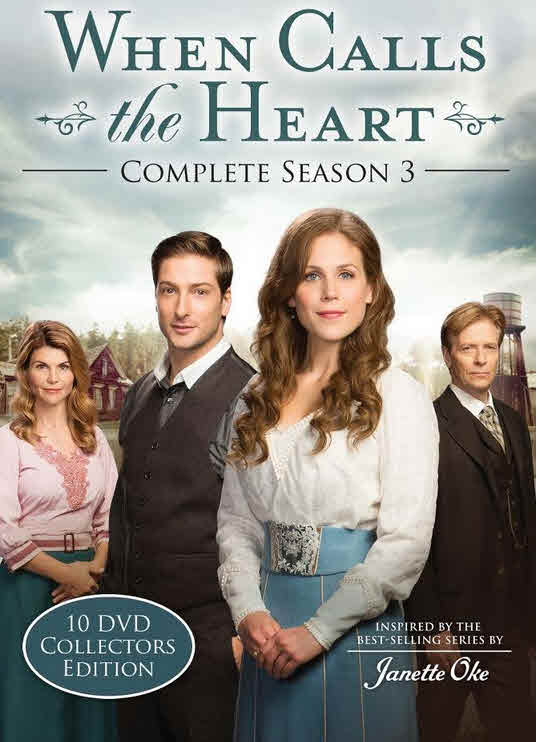 WHEN CALLS
the HEART
COMPLETE SEASON 3
10 DVD
COLLECTORS
EDITION
INSPIRED BY THE
BEST-SELLING SERIES BY
Janette Oke